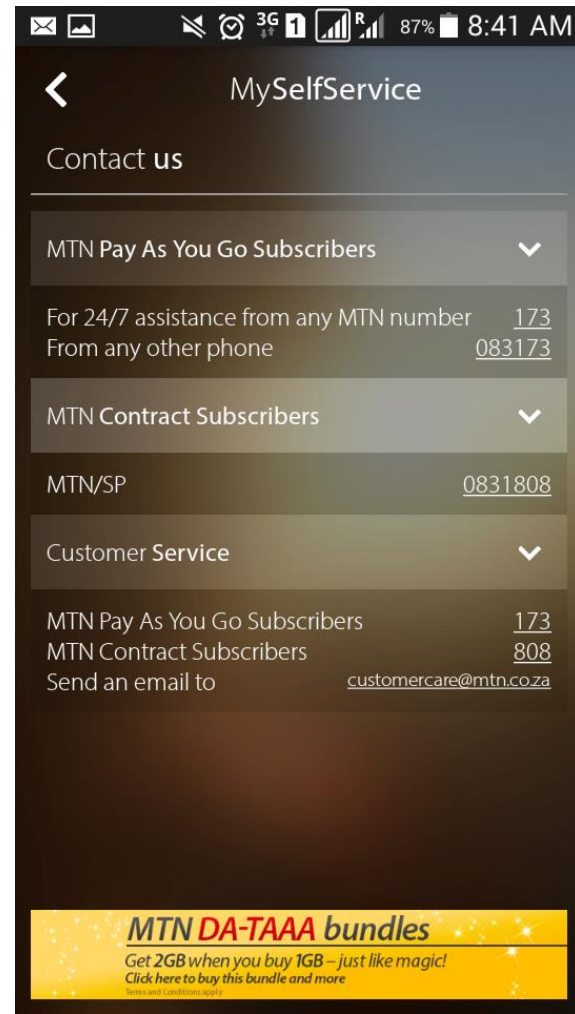 3G 1 R 87% 8:41 AM
MySelfService
Contact us
MTN Pay As You Go Subscribers
For 24/7 assistance from any MTN number 173
From any other phone 083173
MTN Contract Subscribers
MTN/SP 0831808
Customer Service
MTN Pay As You Go Subscribers 173
MTN Contract Subscribers 808
Send an email to customercare@mtn.co.za
MTN DA-TAAA bundles
Get 2GB when you buy 1GB – just like magic!
Click here to buy this bundle and more
Terms and Conditions apply